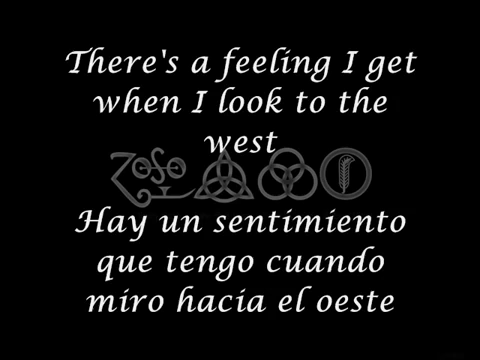 There's a feeling I get
when I look to the
west
Hay un sentimiento
que tengo cuando
miro hacia el oeste